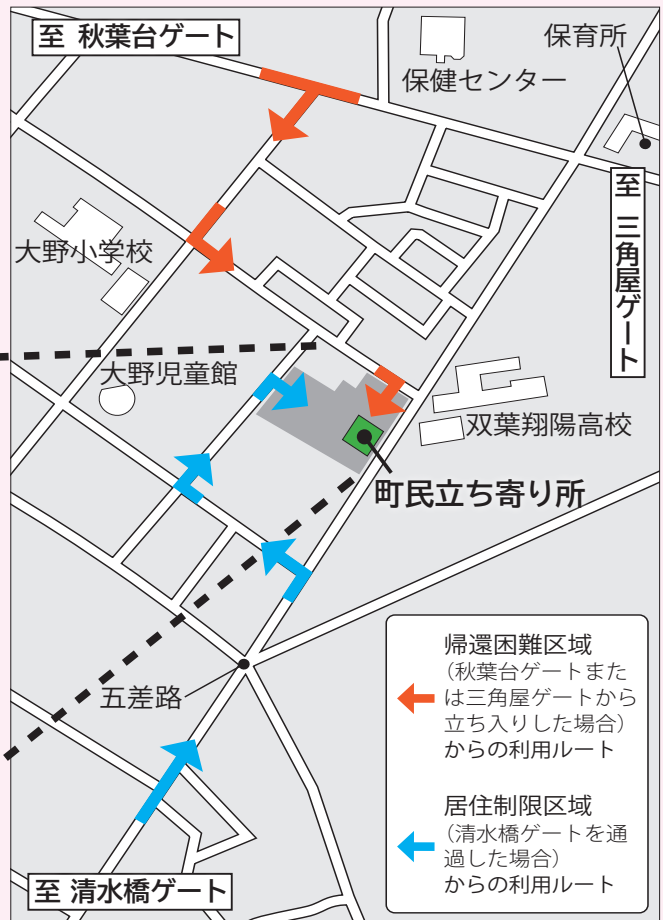 至 秋葉台ゲート
保育所
保健センター
至 三角屋ゲート
大野小学校
大野児童館
双葉翔陽高校
町民立ち寄り所
五差路
帰還困難区域
（秋葉台ゲートまた
は三角屋ゲートから
立ち入りした場合）
からの利用ルート
居住制限区域
（清水橋ゲートを通
過した場合）
からの利用ルート
至 清水橋ゲート